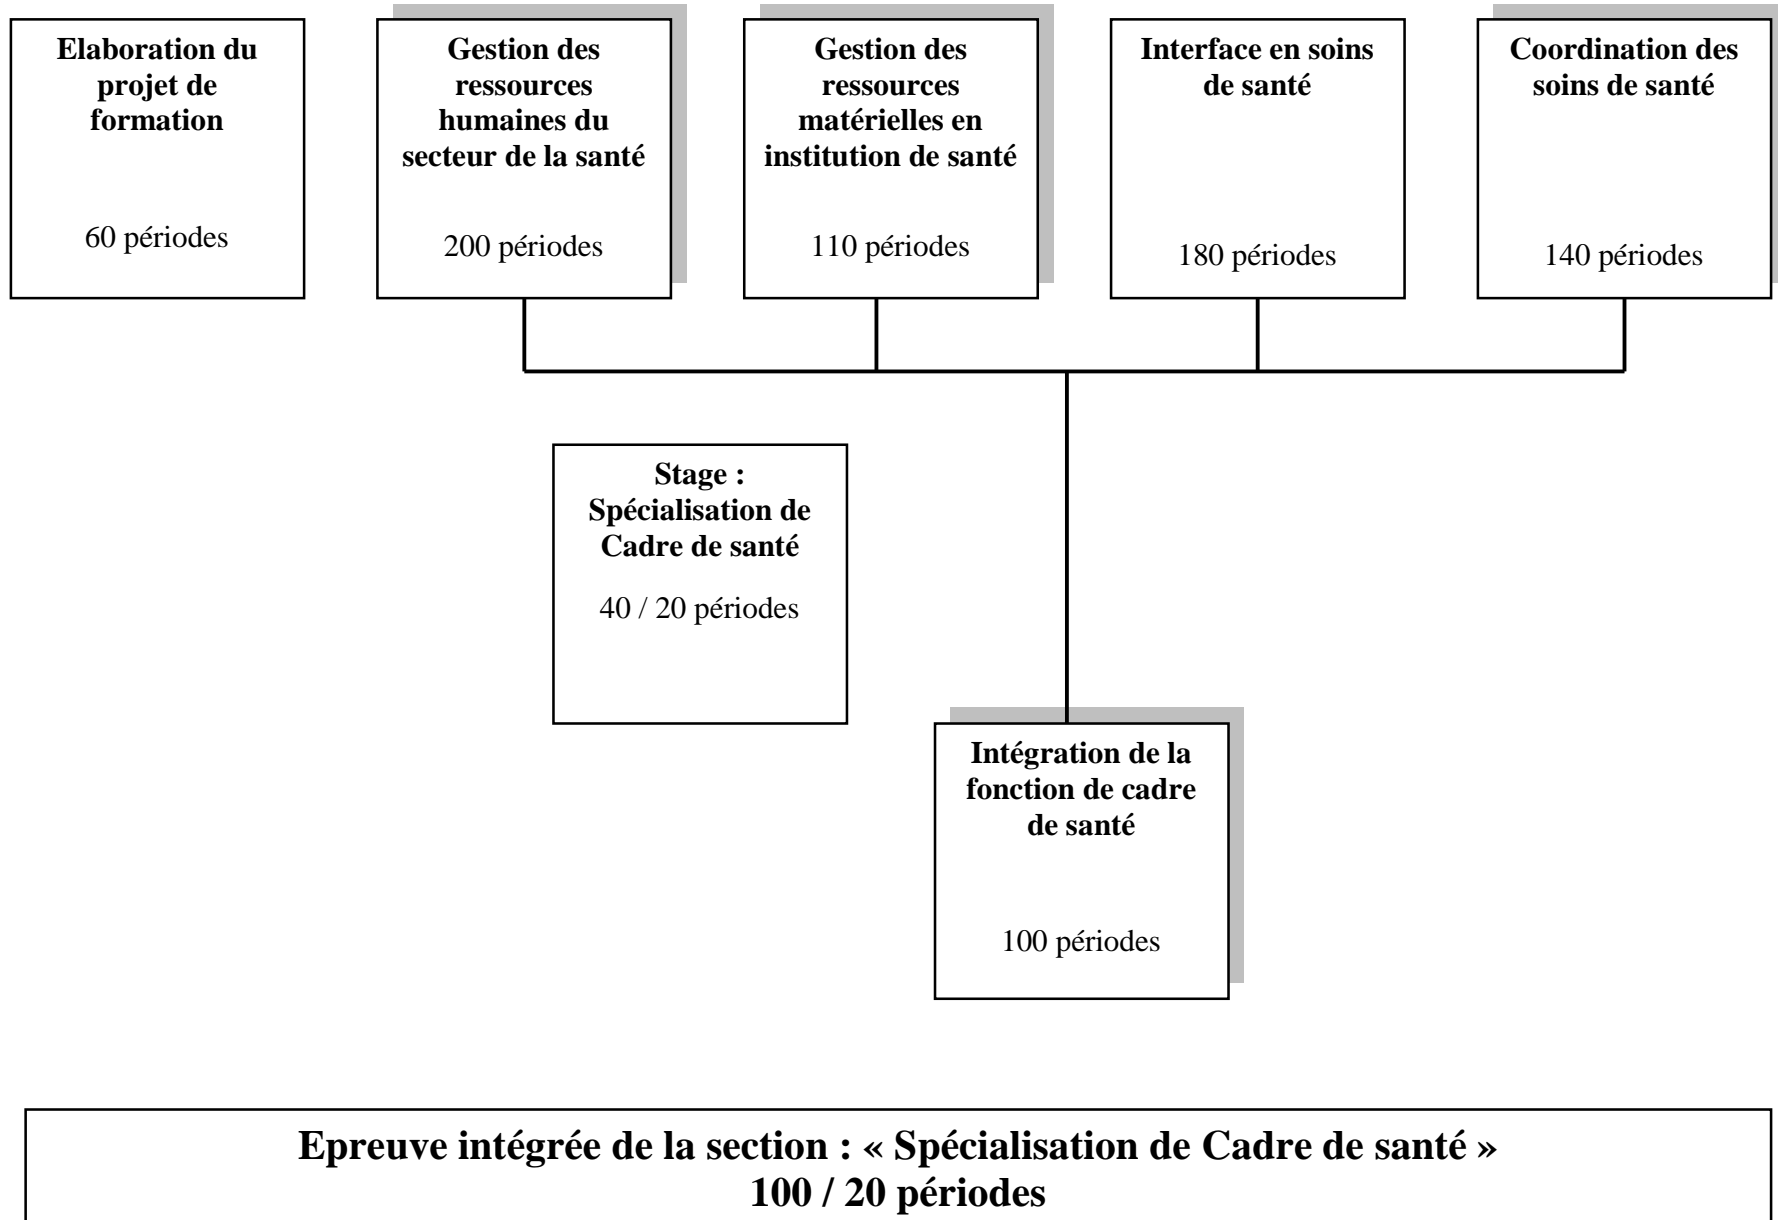 Elaboration du
projet de
formation
60 périodes
Gestion des
ressources
humaines du
secteur de la santé
200 périodes
Gestion des
ressources
matérielles en
institution de santé
110 périodes
Interface en soins
de santé
180 périodes
Coordination des
soins de santé
140 périodes
Stage :
Spécialisation de
Cadre de santé
40 / 20 périodes
Intégration de la
fonction de cadre
de santé
100 périodes
Epreuve intégrée de la section : « Spécialisation de Cadre de santé »
100 / 20 périodes